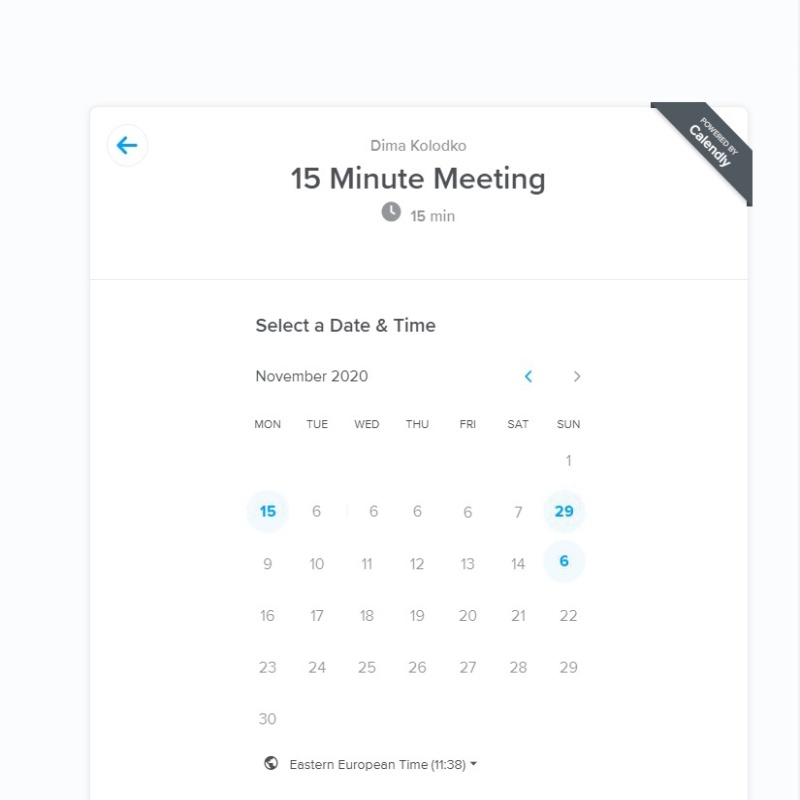 POWERED BY
Calendly
Dima Kolodko
15 Minute Meeting
15 min
Select a Date & Time
November 2020
MON TUE WED THU FRI SAT SUN
1
15 6 6 6 6 7 29
9 10 11 12 13 14 6
16 17 18 19 20 21 22
23 24 25 26 27 28 29
30
Eastern European Time (11:38)